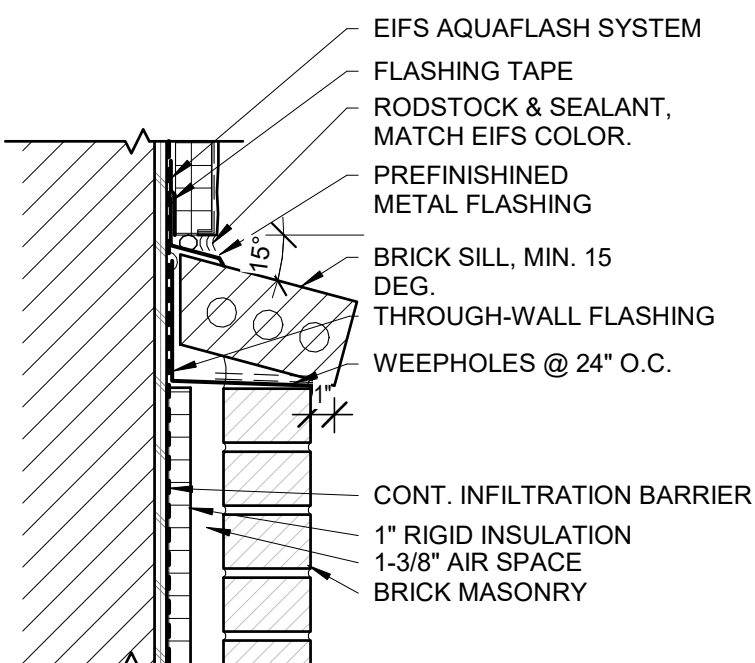 EIFS AQUAFLASH SYSTEM
FLASHING TAPE
RODSTOCK & SEALANT,
MATCH EIFS COLOR.
PREFINISHINED
METAL FLASHING
15°
BRICK SILL, MIN. 15
DEG.
THROUGH-WALL FLASHING
WEEPHOLES @ 24" O.C.
1"
CONT. INFILTRATION BARRIER
1" RIGID INSULATION
1-3/8" AIR SPACE
BRICK MASONRY